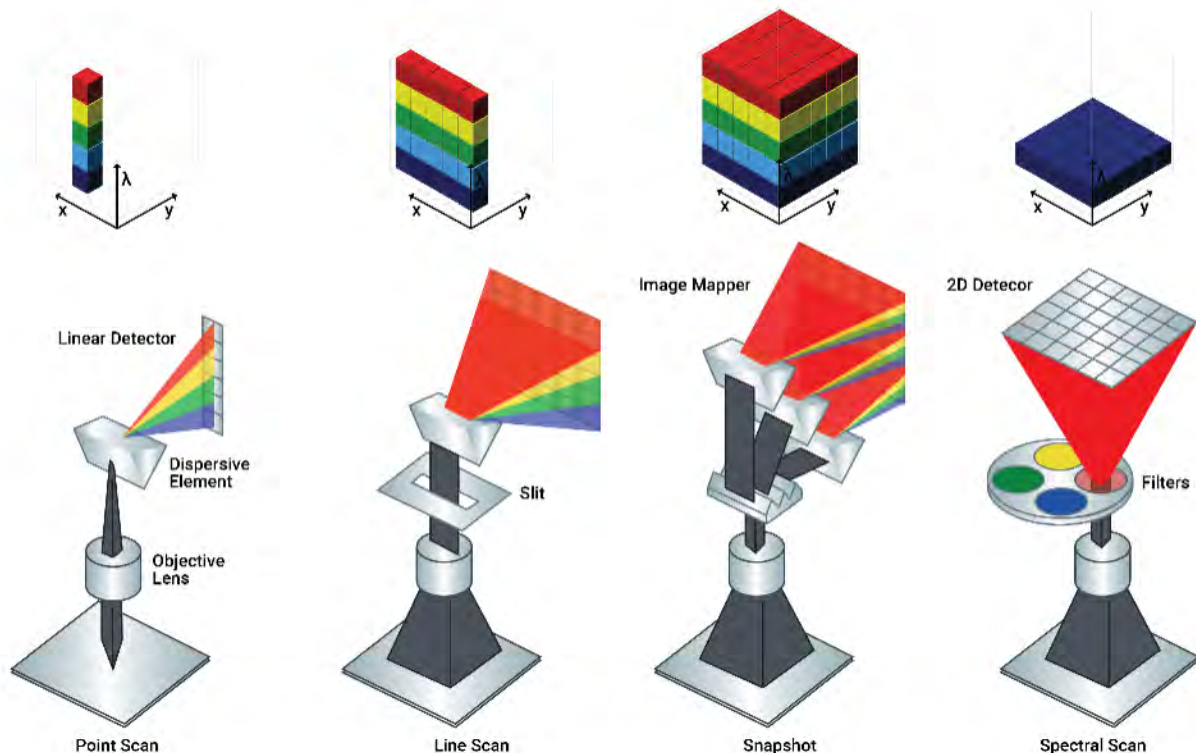 λ
x
y
λ
x
y
λ
x
y
λ
x
y
Image Mapper
2D Detecor
Linear Detector
Dispersive
Element
Slit
Filters
Objective
Lens
Point Scan
Line Scan
Snapshot
Spectral Scan